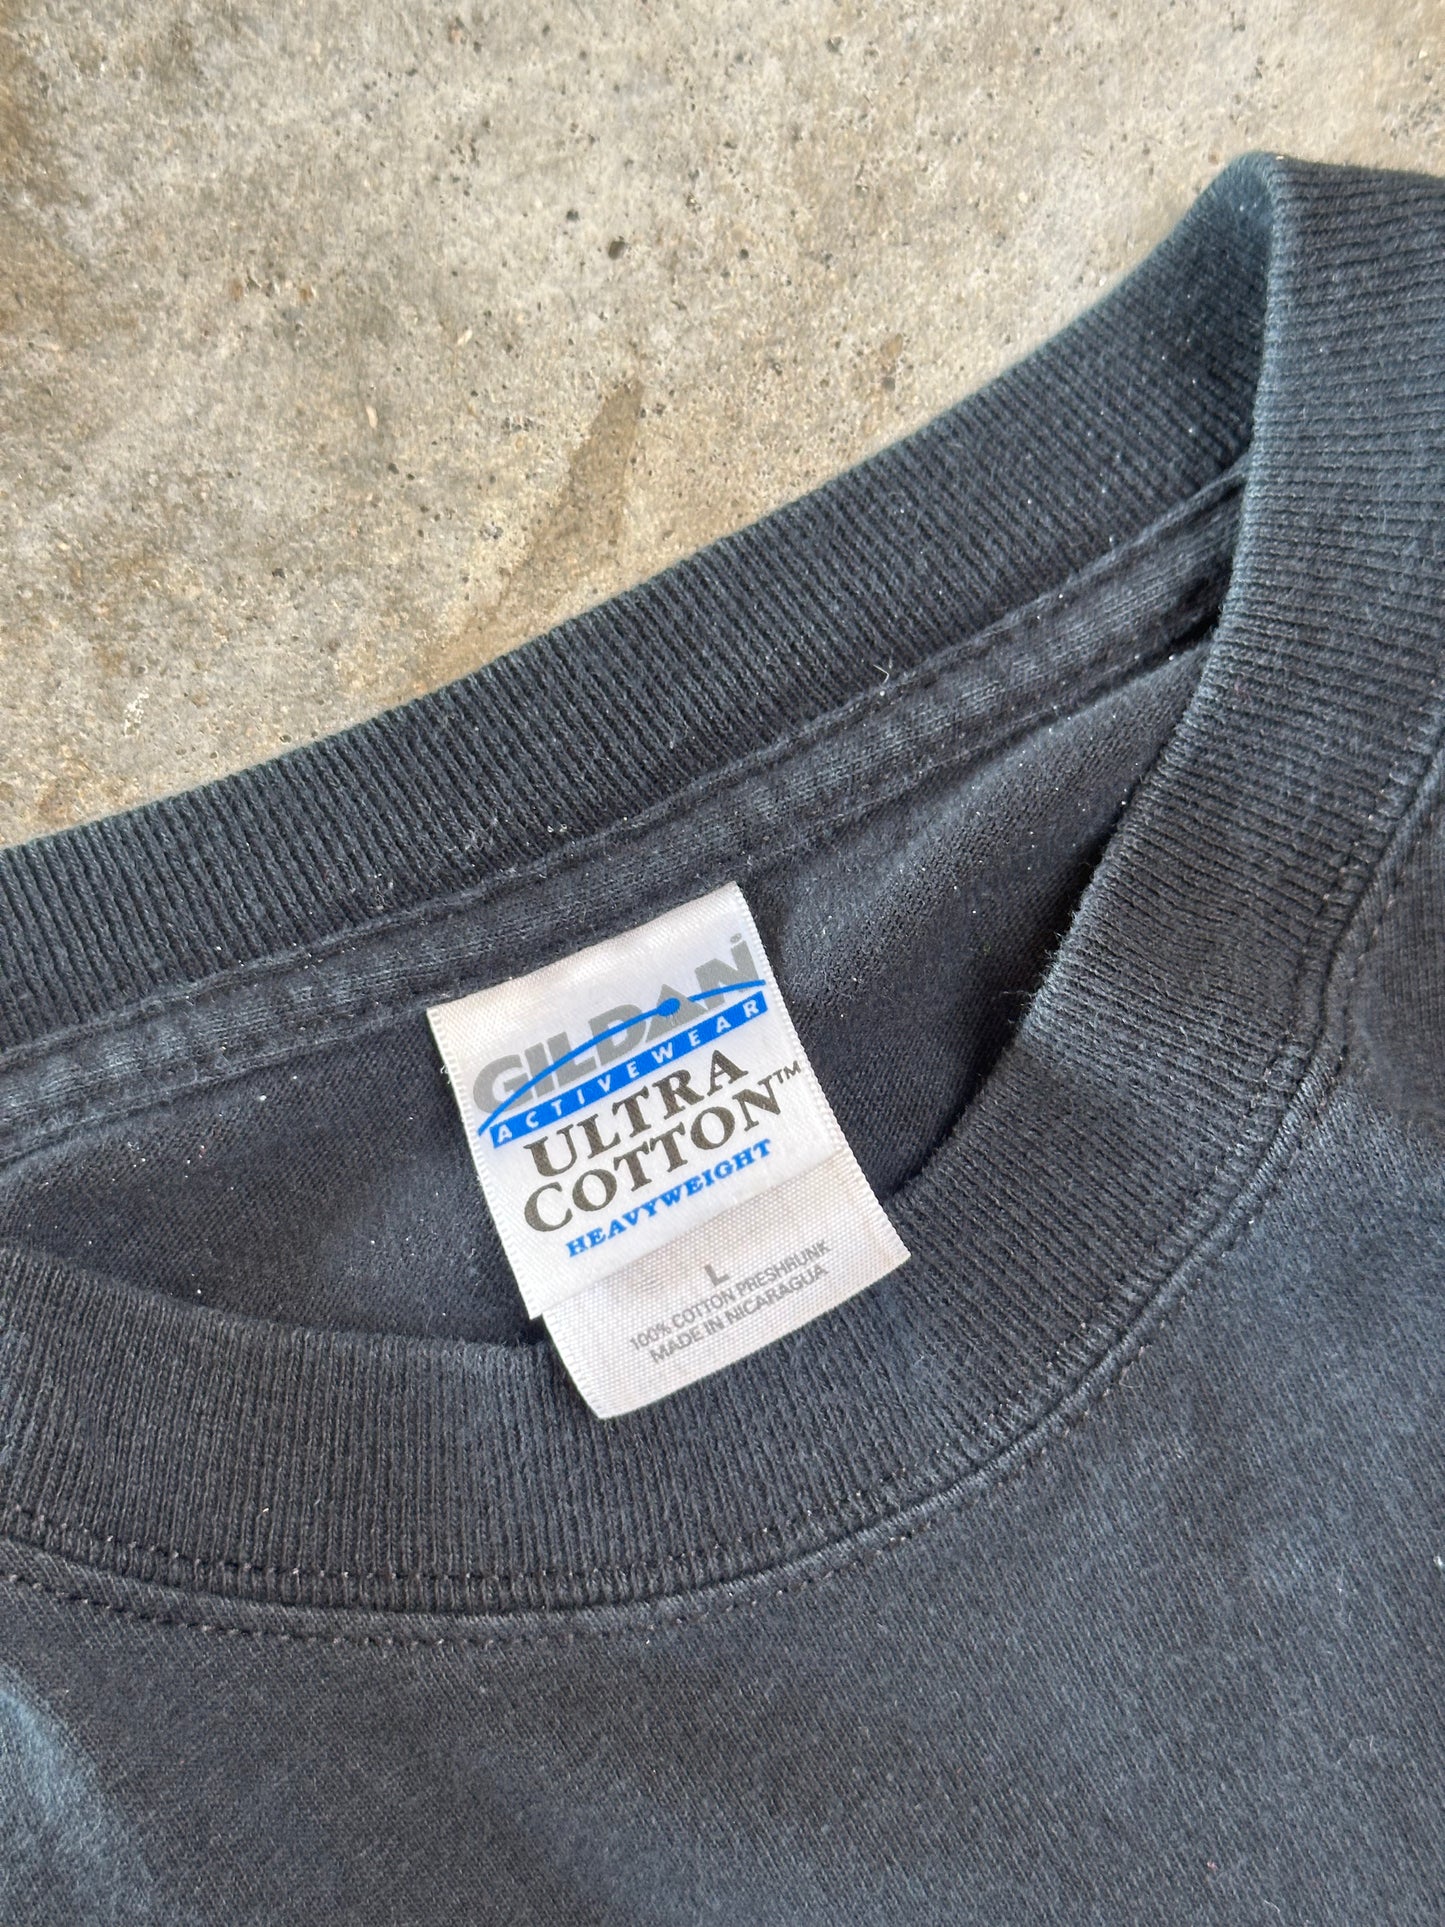 GILDAN
ACTIVEWEAR
ULTRA
COTTON™
HEAVYWEIGHT
L
100% COTTON PRESHRUNK
MADE IN NICARAGUA